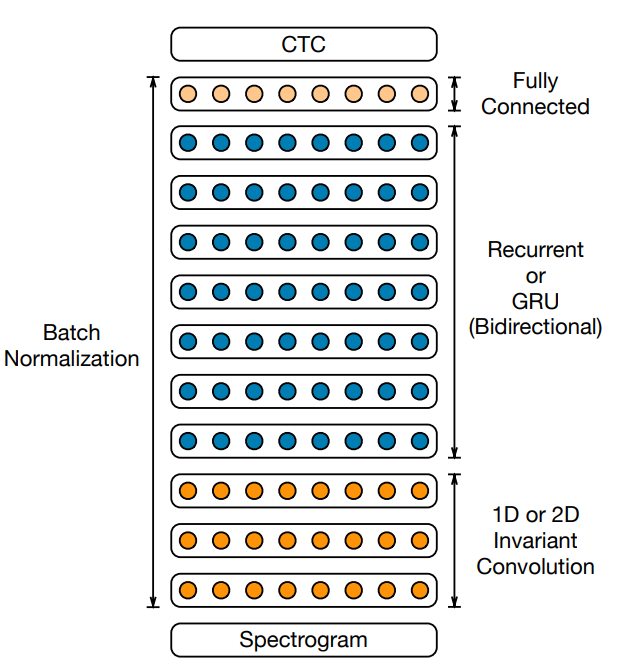 CTC
Fully
Connected
Recurrent
or
GRU
(Bidirectional)
Batch
Normalization
1D or 2D
Invariant
Convolution
Spectrogram